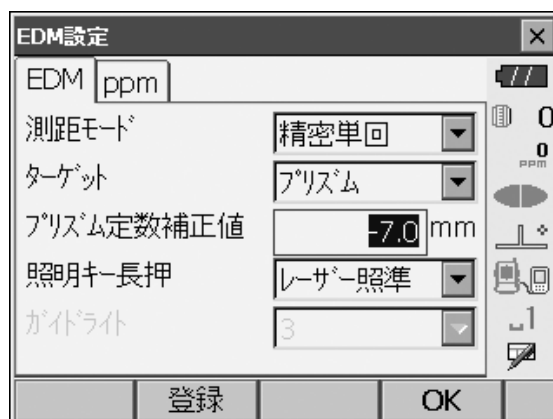 EDM設定
EDM ppm
測距モード 精密単回
ターゲット プリズム
プリズム定数補正値 -7.0 mm
照明キー長押 レーザー照準
ガイドライト 3
0
0
PPM
1
登録 OK